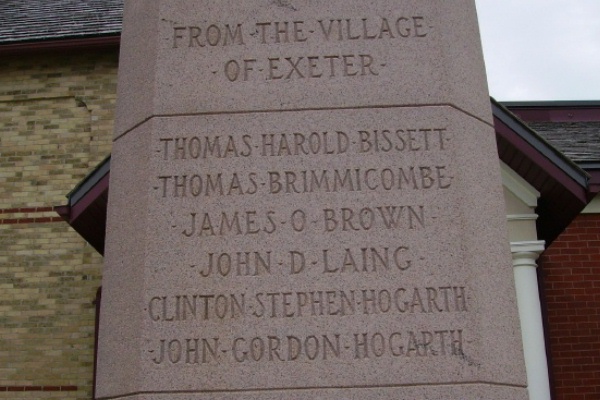 FROM·THE·VILLAGE·
·OF·EXETER·
·THOMAS·HAROLD·BISSETT·
·THOMAS·BRIMMICOMBE·
·JAMES·O·BROWN·
·JOHN·D·LAING·
·CLINTON·STEPHEN·HOGARTH·
·JOHN·GORDON·HOGARTH·